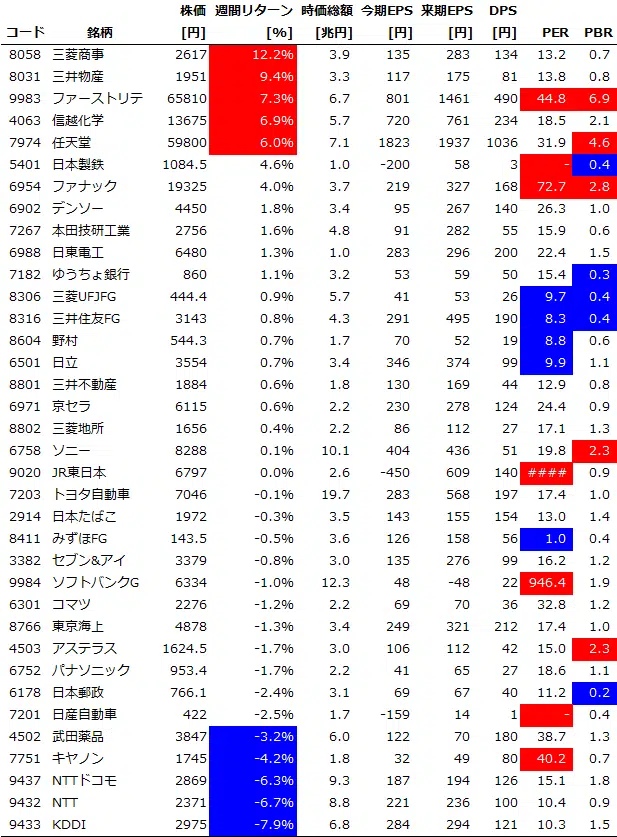 株価 週間リターン 時価総額 今期EPS 来期EPS DPS
コード 銘柄 [円] [%] [兆円] [円] [円] [円] PER PBR
8058 三菱商事 2617 12.2% 3.9 135 283 134 13.2 0.7
8031 三井物産 1951 9.4% 3.3 117 175 81 13.8 0.8
9983 ファーストリテ 65810 7.3% 6.7 801 1461 490 44.8 6.9
4063 信越化学 13675 6.9% 5.7 720 761 234 18.5 2.1
7974 任天堂 59800 6.0% 7.1 1823 1937 1036 31.9 4.6
5401 日本製鉄 1084.5 4.6% 1.0 -200 58 3 - 0.4
6954 ファナック 19325 4.0% 3.7 219 327 168 72.7 2.8
6902 デンソー 4450 1.8% 3.4 95 267 140 26.3 1.0
7267 本田技研工業 2756 1.6% 4.8 91 282 55 15.9 0.6
6988 日東電工 6480 1.3% 1.0 283 296 200 22.4 1.5
7182 ゆうちょ銀行 860 1.1% 3.2 53 59 50 15.4 0.3
8306 三菱UFJFG 444.4 0.9% 5.7 41 53 26 9.7 0.4
8316 三井住友FG 3143 0.8% 4.3 291 495 190 8.3 0.4
8604 野村 544.3 0.7% 1.7 70 52 19 8.8 0.6
6501 日立 3554 0.7% 3.4 346 374 99 9.9 1.1
8801 三井不動産 1884 0.6% 1.8 130 169 44 12.9 0.8
6971 京セラ 6115 0.6% 2.2 230 278 124 24.4 0.9
8802 三菱地所 1656 0.4% 2.2 86 112 27 17.1 1.3
6758 ソニー 8288 0.1% 10.1 404 436 51 19.8 2.3
9020 JR東日本 6797 0.0% 2.6 -450 609 140 #### 0.9
7203 トヨタ自動車 7046 -0.1% 19.7 283 568 197 17.4 1.0
2914 日本たばこ 1972 -0.3% 3.5 143 155 154 13.0 1.4
8411 みずほFG 143.5 -0.5% 3.6 126 158 56 1.0 0.4
3382 セブン&アイ 3379 -0.8% 3.0 135 276 99 16.2 1.2
9984 ソフトバンクG 6334 -1.0% 12.3 48 -48 22 946.4 1.9
6301 コマツ 2276 -1.2% 2.2 69 70 36 32.8 1.2
8766 東京海上 4878 -1.3% 3.4 249 321 212 17.4 1.0
4503 アステラス 1624.5 -1.7% 3.0 106 112 42 15.0 2.3
6752 パナソニック 953.4 -1.7% 2.2 41 65 27 18.6 1.1
6178 日本郵政 766.1 -2.4% 3.1 69 67 40 11.2 0.2
7201 日産自動車 422 -2.5% 1.7 -159 14 1 - 0.4
4502 武田薬品 3847 -3.2% 6.0 122 70 180 38.7 1.3
7751 キヤノン 1745 -4.2% 1.8 32 49 80 40.2 0.7
9437 NTTドコモ 2869 -6.3% 9.3 187 194 126 15.1 1.8
9432 NTT 2371 -6.7% 8.8 221 236 100 10.4 0.9
9433 KDDI 2975 -7.9% 6.8 284 294 121 10.3 1.5